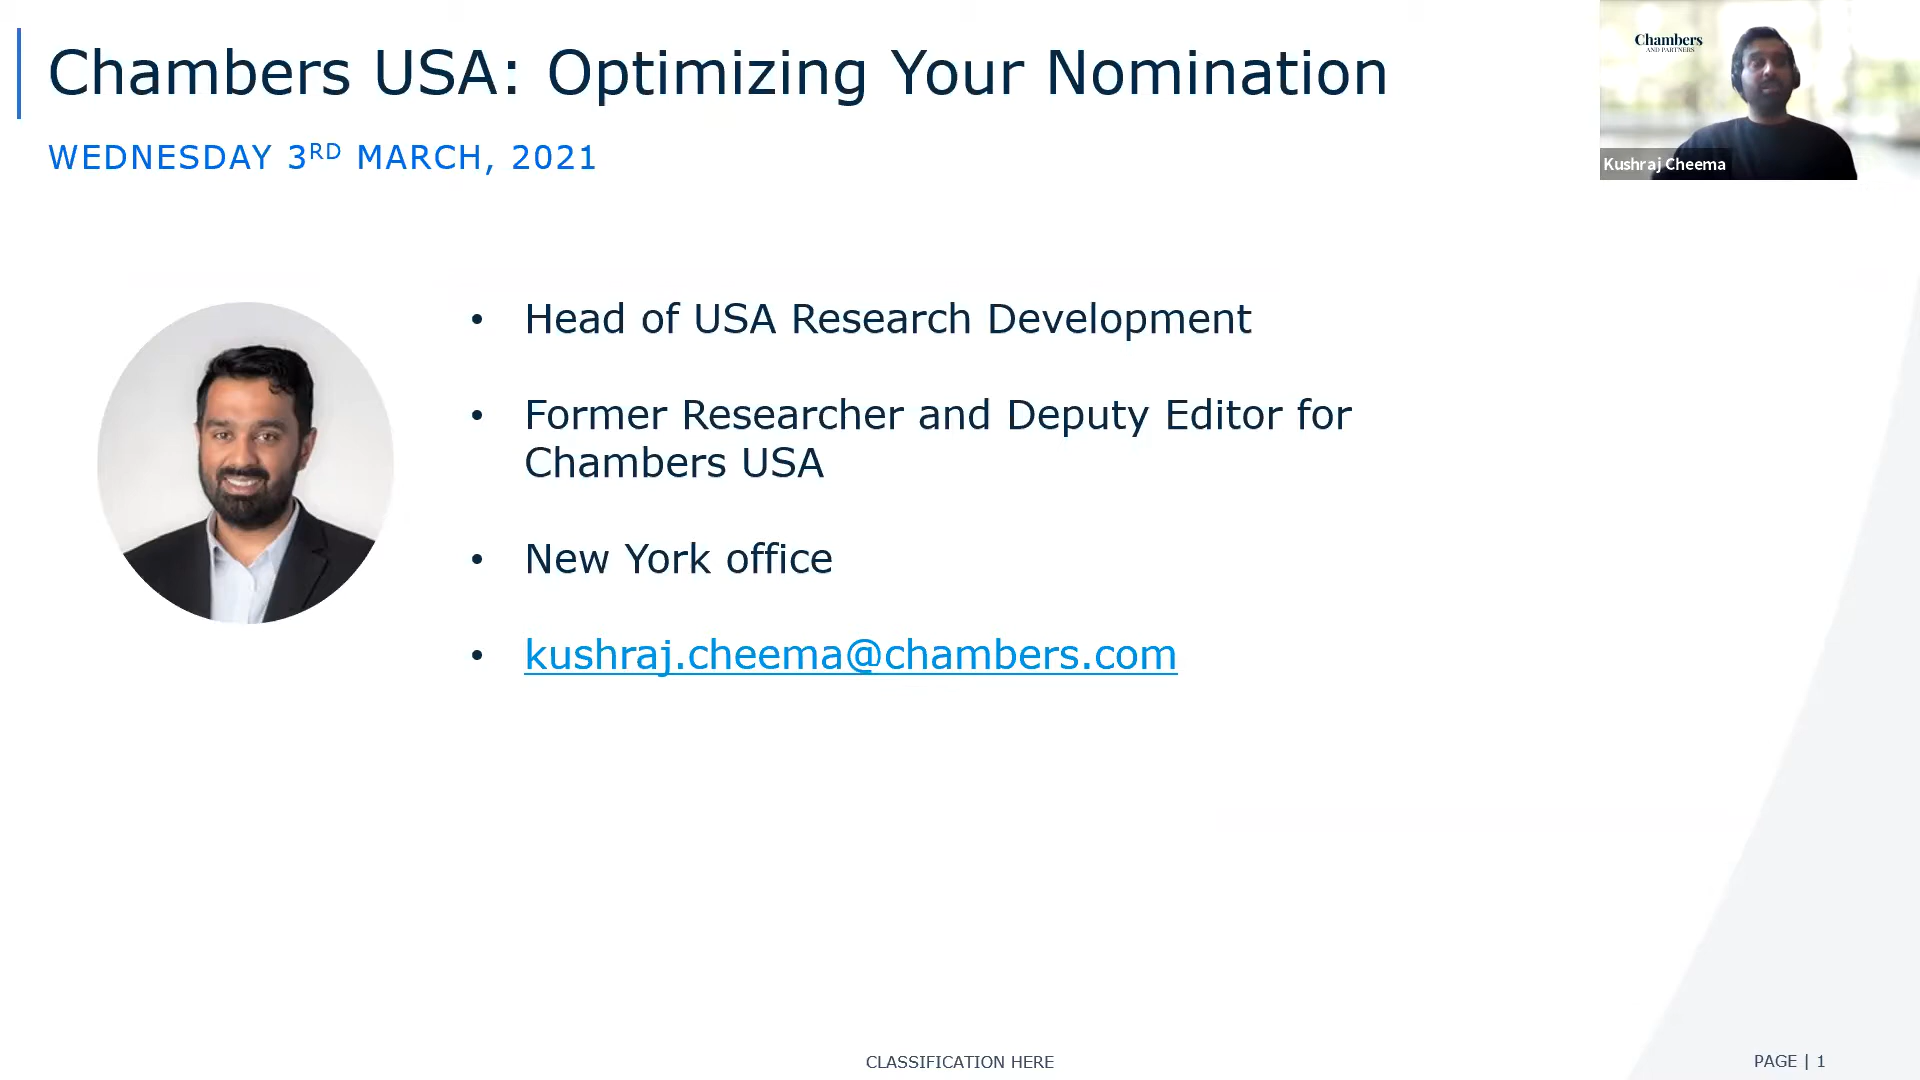 Chambers USA: Optimizing Your Nomination
WEDNESDAY 3RD MARCH, 2021
Chambers
AND PARTNERS
Kushraj Cheema
• Head of USA Research Development
• Former Researcher and Deputy Editor for
Chambers USA
• New York office
• kushraj.cheema@chambers.com
CLASSIFICATION HERE
PAGE | 1